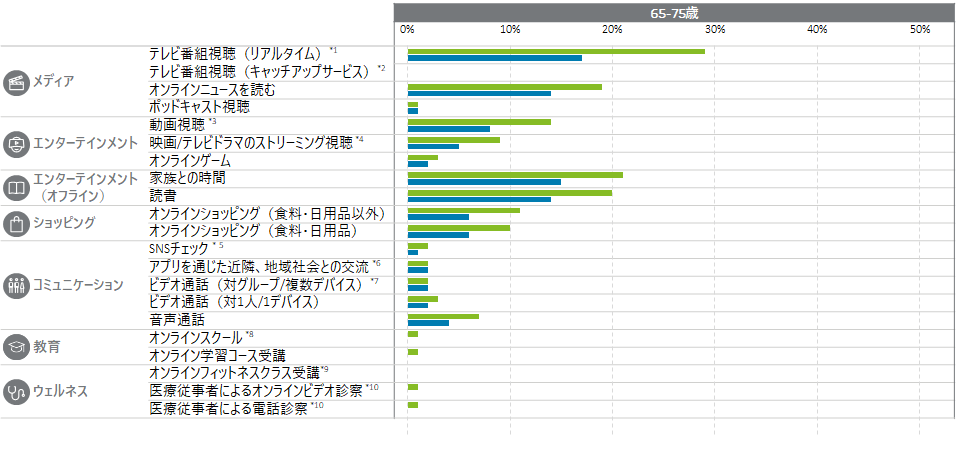 65-75歳
0% 10% 20% 30% 40% 50%
メディア
テレビ番組視聴（リアルタイム）*1
テレビ番組視聴（キャッチアップサービス）*2
オンラインニュースを読む
ポッドキャスト視聴
エンターテインメント
動画視聴 *3
映画/テレビドラマのストリーミング視聴 *4
オンラインゲーム
エンターテインメント
（オフライン）
家族との時間
読書
ショッピング
オンラインショッピング（食料・日用品以外）
オンラインショッピング（食料・日用品）
コミュニケーション
SNSチェック * 5
アプリを通じた近隣、地域社会との交流 *6
ビデオ通話（対グループ/複数デバイス）*7
ビデオ通話（対1人/1デバイス）
音声通話
教育
オンラインスクール *8
オンライン学習コース受講
ウェルネス
オンラインフィットネスクラス受講*9
医療従事者によるオンラインビデオ診察 *10
医療従事者による電話診察 *10